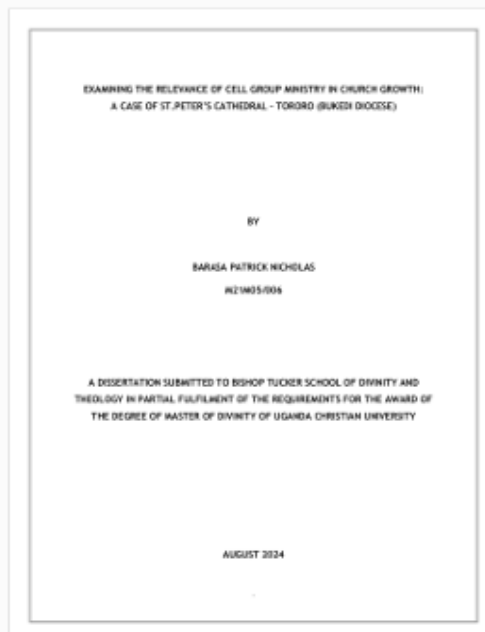 EXAMINING THE RELEVANCE OF CELL GROUP MINISTRY IN CHURCH GROWTH:
A CASE OF ST.PETER'S CATHEDRAL – TORORO (BUKEDI DIOCESE)
BY
BARASA PATRICK NICHOLAS
M21M05/006
A DISSERTATION SUBMITTED TO BISHOP TUCKER SCHOOL OF DIVINITY AND
THEOLOGY IN PARTIAL FULFILMENT OF THE REQUIREMENTS FOR THE AWARD OF
THE DEGREE OF MASTER OF DIVINITY OF UGANDA CHRISTIAN UNIVERSITY
AUGUST 2024